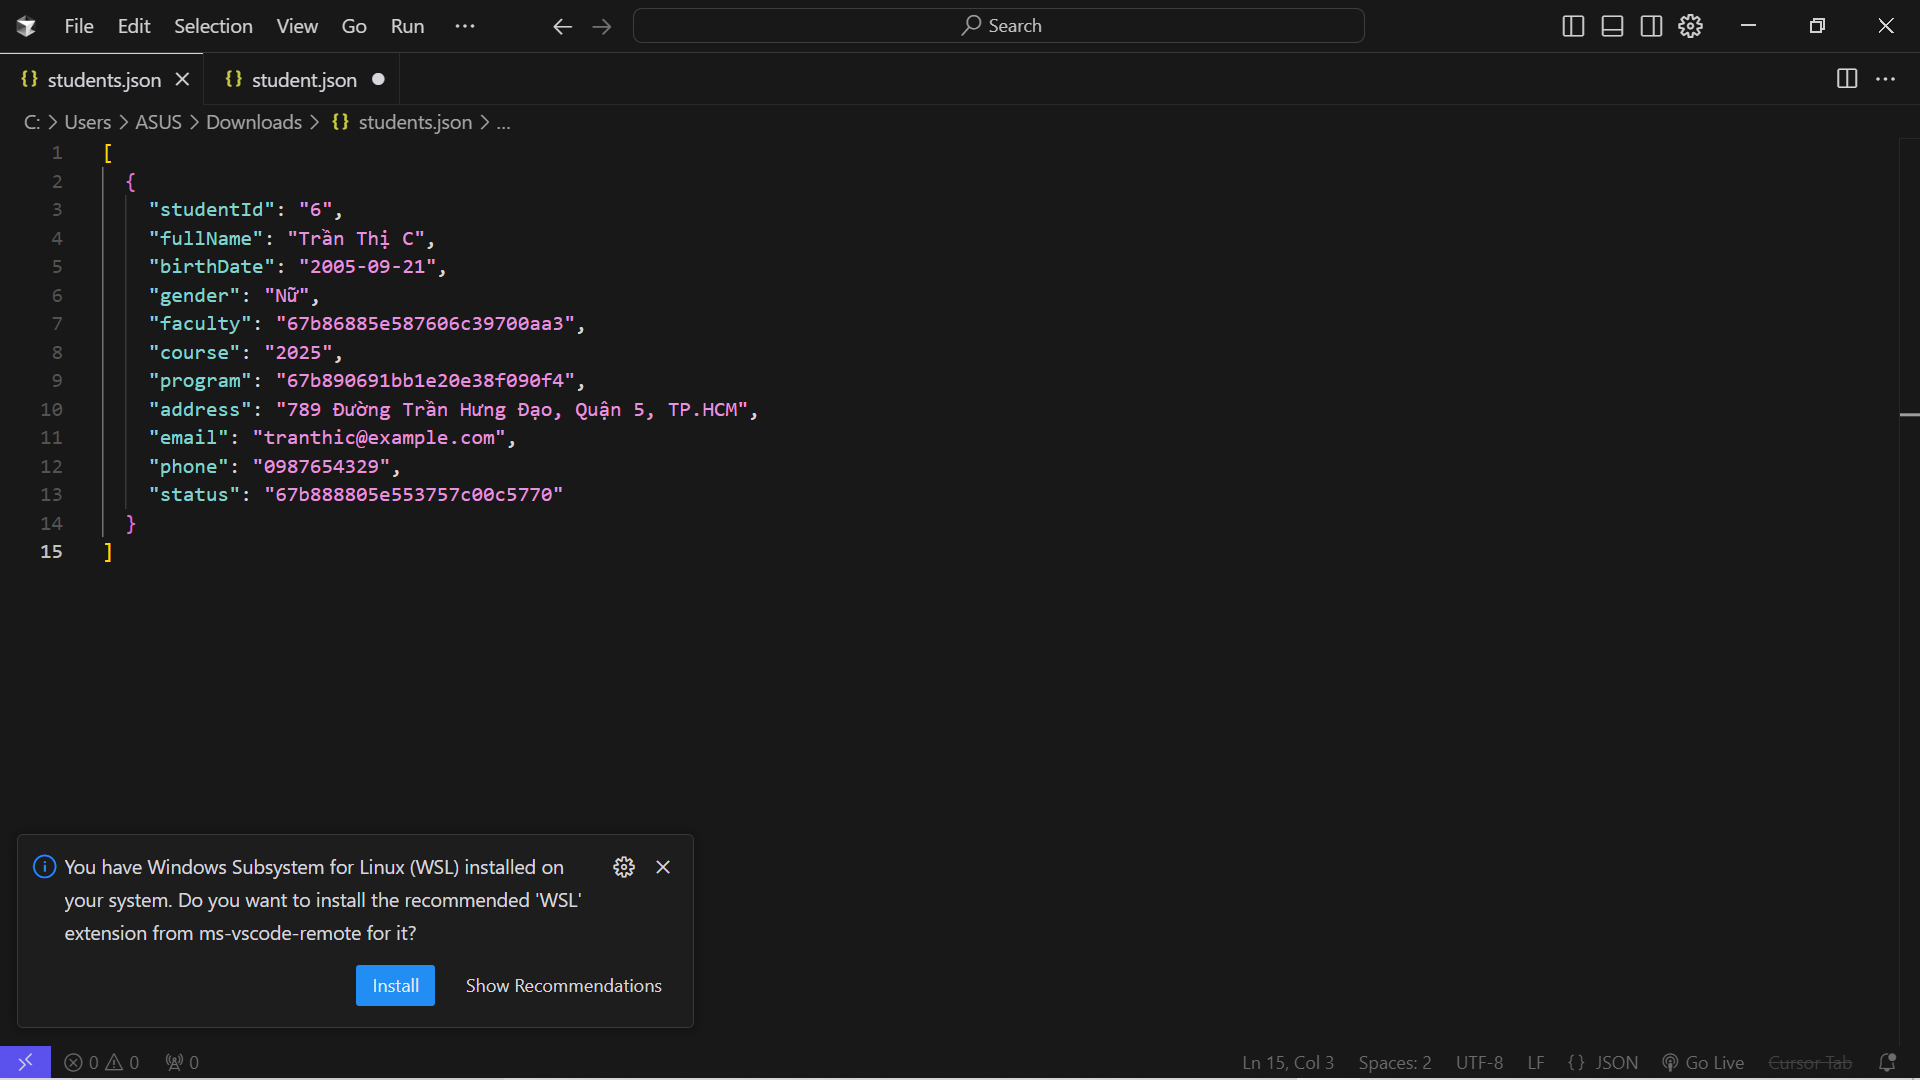 File Edit Selection View Go Run ··· Search
students.json student.json
C: > Users > ASUS > Downloads > {} students.json > ...
1 [
2 {
3 "studentId": "6",
4 "fullName": "Trần Thị C",
5 "birthDate": "2005-09-21",
6 "gender": "Nữ",
7 "faculty": "67b86885e587606c39700aa3",
8 "course": "2025",
9 "program": "67b890691bb1e20e38f090f4",
10 "address": "789 Đường Trần Hưng Đạo, Quận 5, TP.HCM",
11 "email": "tranthic@example.com",
12 "phone": "0987654329",
13 "status": "67b888805e553757c00c5770"
14 }
15 ]
You have Windows Subsystem for Linux (WSL) installed on
your system. Do you want to install the recommended 'WSL'
extension from ms-vscode-remote for it?
Install Show Recommendations
0 0 0 Ln 15, Col 3 Spaces: 2 UTF-8 LF {} JSON Go Live Cursor Tab